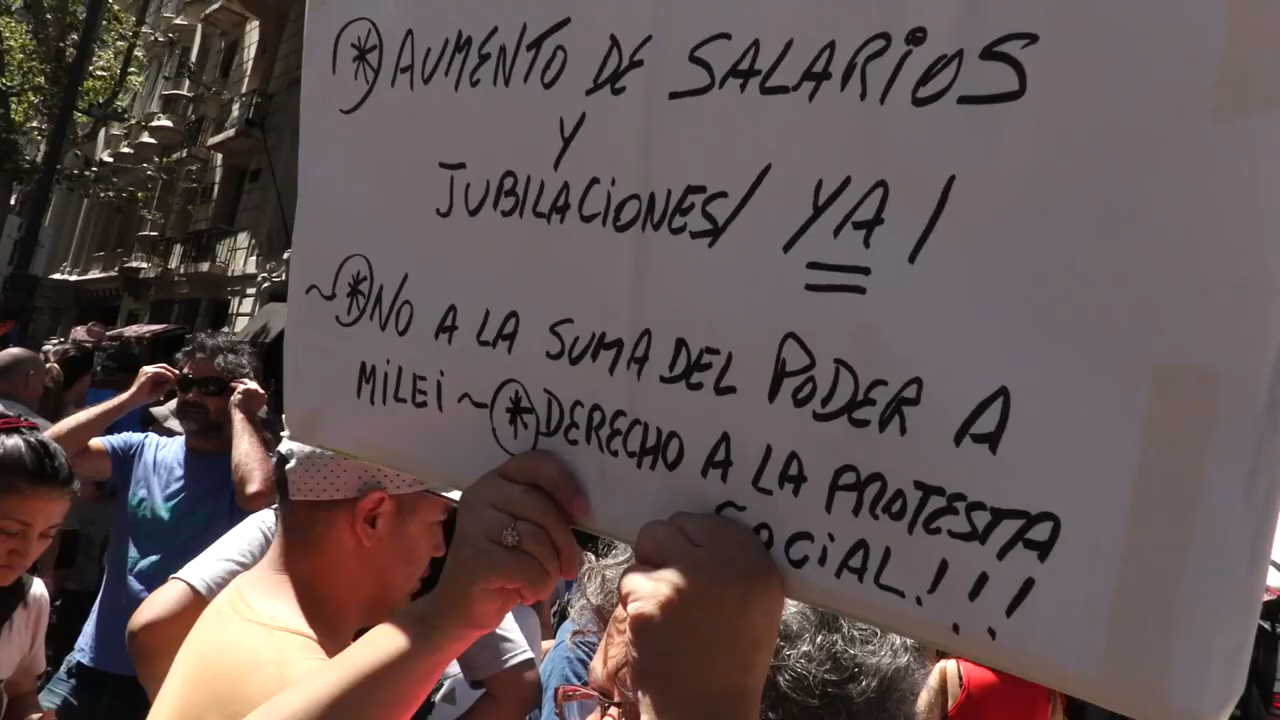 * AUMENTO DE SALARIOS
Y
JUBILACIONES/ YA!
~ * NO A LA SUMA DEL PODER A
MILEI ~ * DERECHO A LA PROTESTA
SOCIAL!!!